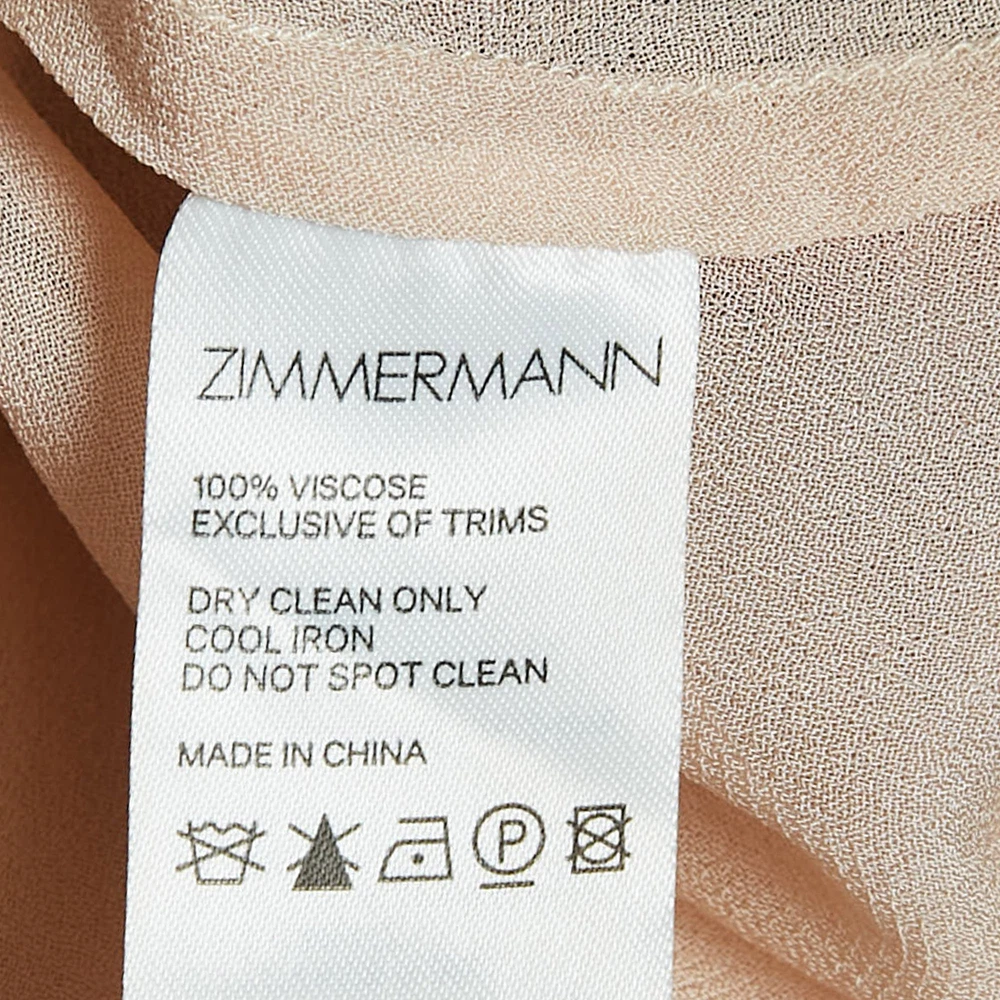 ZIMMERMANN
100% VISCOSE
EXCLUSIVE OF TRIMS
DRY CLEAN ONLY
COOL IRON
DO NOT SPOT CLEAN
MADE IN CHINA
P